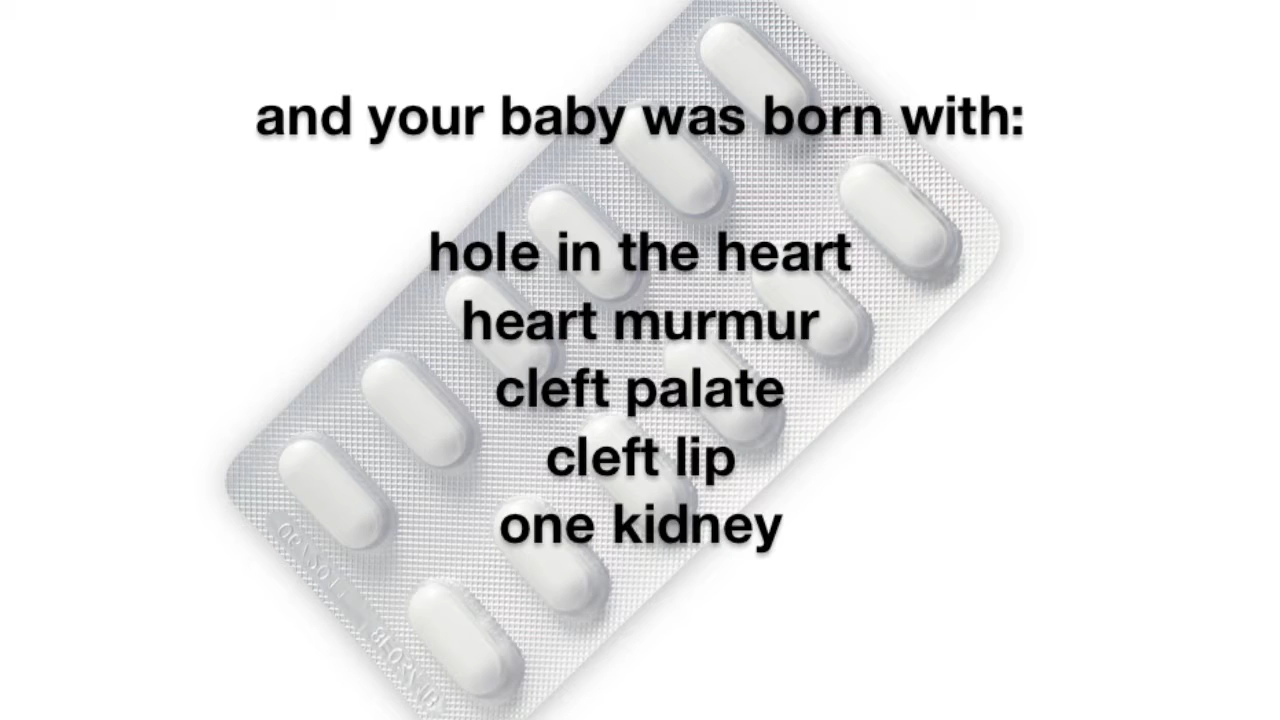 and your baby was born with:
hole in the heart
heart murmur
cleft palate
cleft lip
one kidney